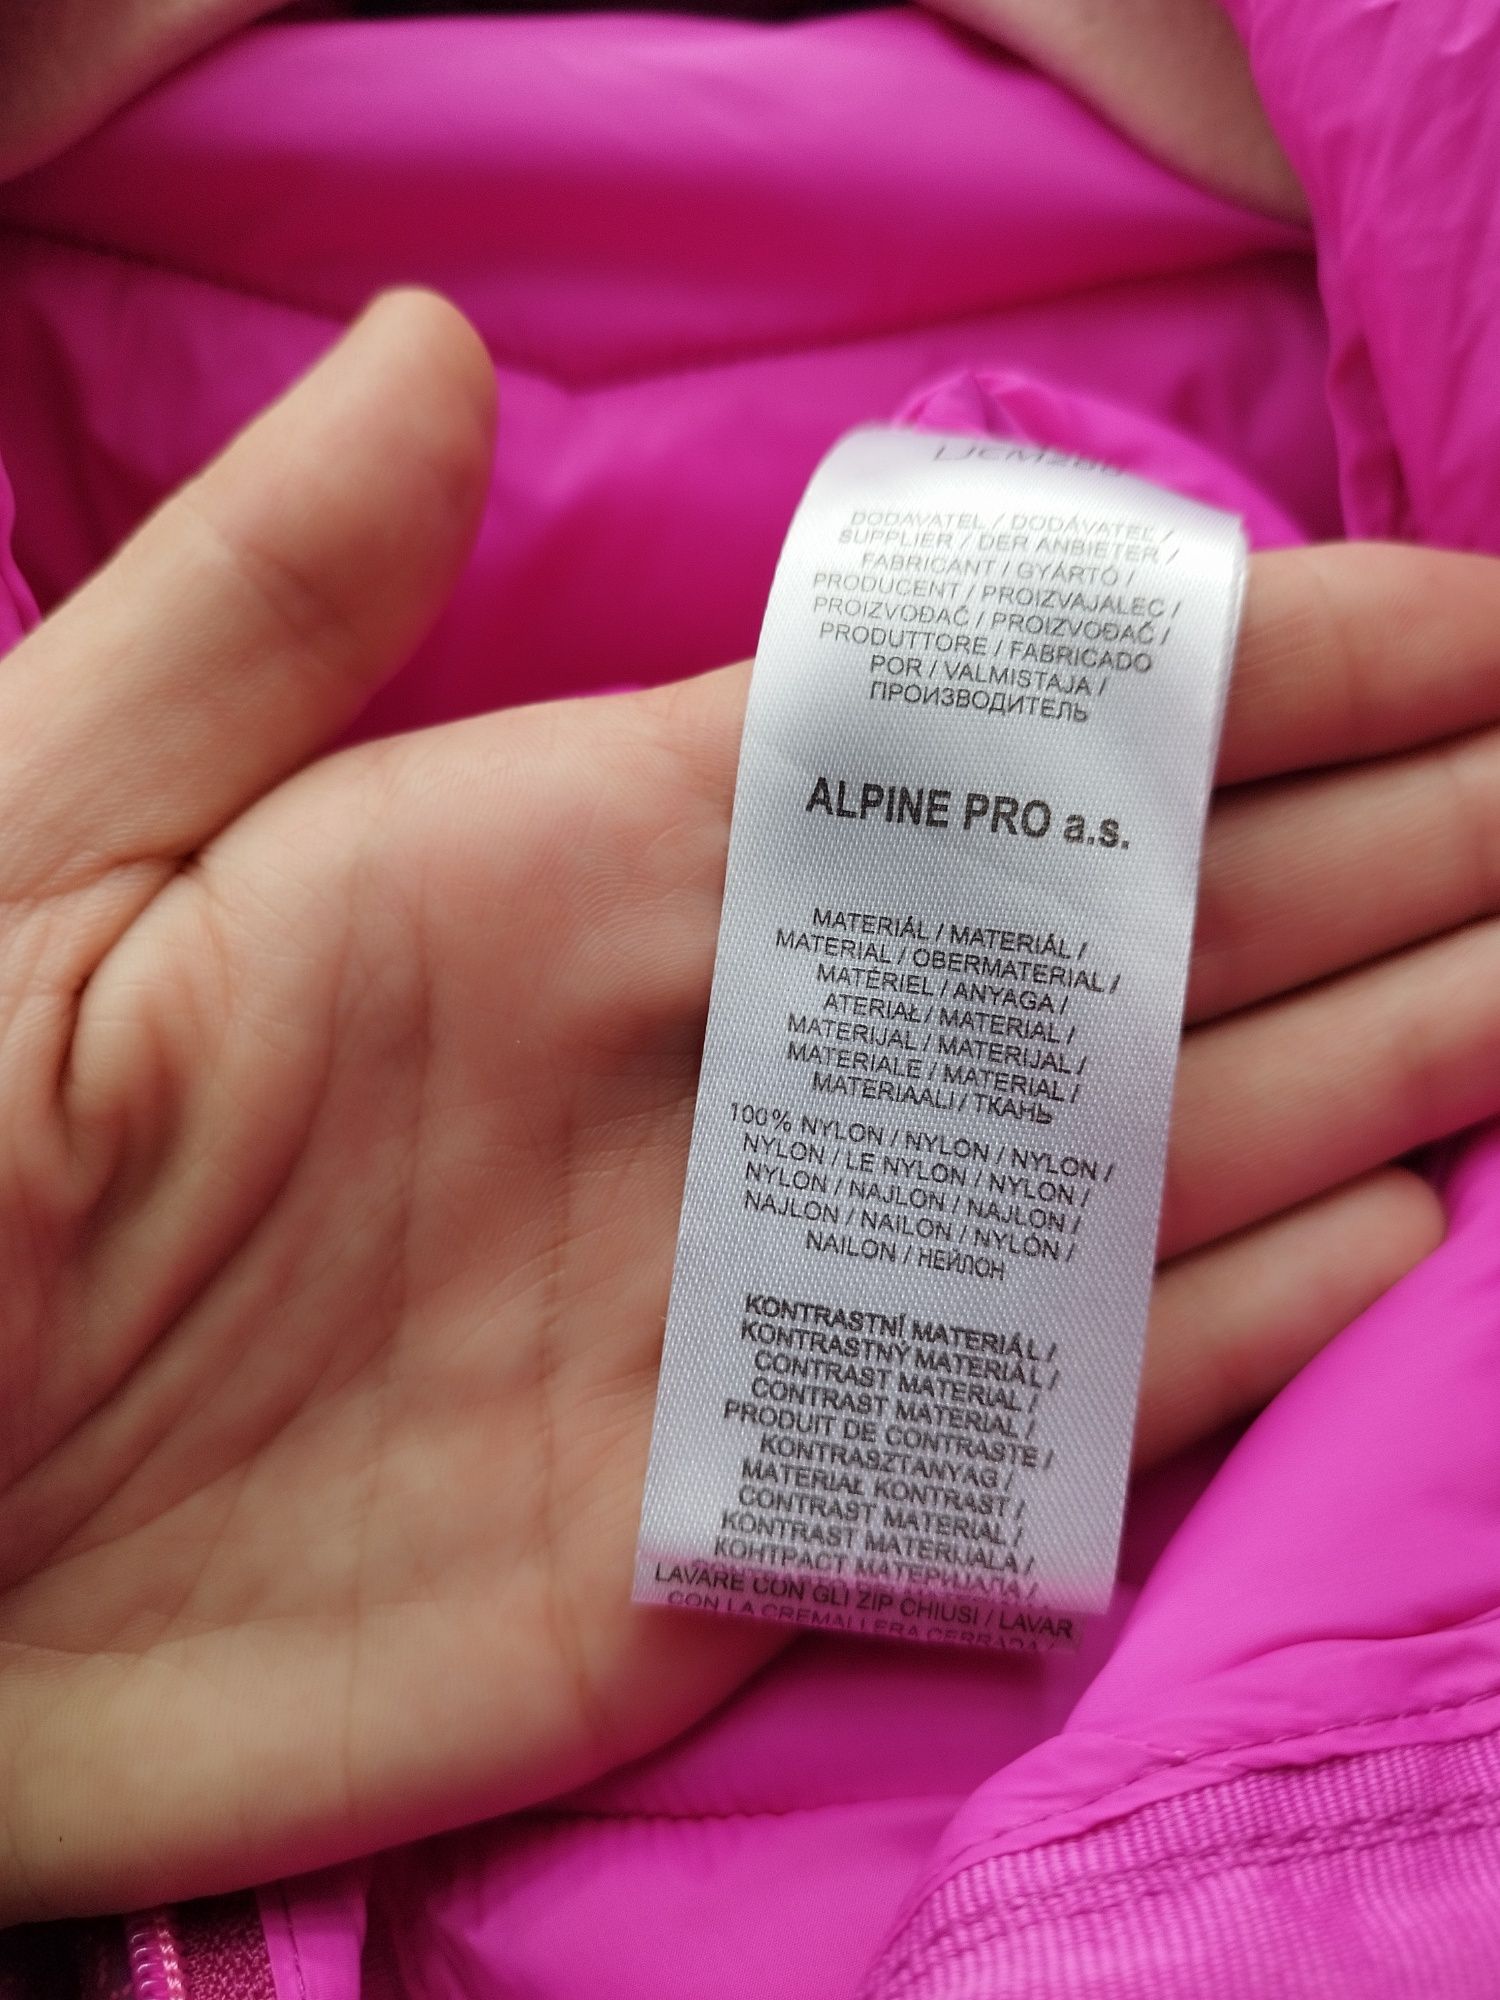 DODAVATEL / DODÁVATEĽ /
SUPPLIER / DER ANBIETER /
FABRICANT / GYÁRTÓ /
PRODUCENT / PROIZVAJALEC /
PROIZVOĐAČ / PROIZVOĐAČ /
PRODUTTORE / FABRICADO
POR / VALMISTAJA /
ПРОИЗВОДИТЕЛЬ
ALPINE PRO a.s.
MATERIÁL / MATERIÁL /
MATERIAL / OBERMATERIAL /
MATÉRIEL / ANYAGA /
ATERIAŁ / MATERIAL /
MATERIJAL / MATERIJAL /
MATERIALE / MATERIAL /
MATERIAALI / ТКАНЬ
100% NYLON / NYLON / NYLON /
NYLON / LE NYLON / NYLON /
NYLON / NAJLON / NAJLON /
NAJLON / NAILON / NYLÓN /
NAILON / НЕЙЛОН
KONTRASTNÍ MATERIÁL /
KONTRASTNÝ MATERIÁL /
CONTRAST MATERIAL /
CONTRAST MATERIAL /
PRODUIT DE CONTRASTE /
KONTRASZTANYAG /
MATERIAŁ KONTRAST /
CONTRAST MATERIAL /
KONTRAST MATERIJALA /
КОНТРАСТ МАТЕРИЈАЛА /
LAVARE CON GLI ZIP CHIUSI / LAVAR
CON LA CREMALLERA CERRADA /